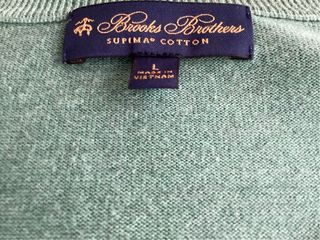 Brooks Brothers
SUPIMA® COTTON
L
MADE IN
VIETNAM